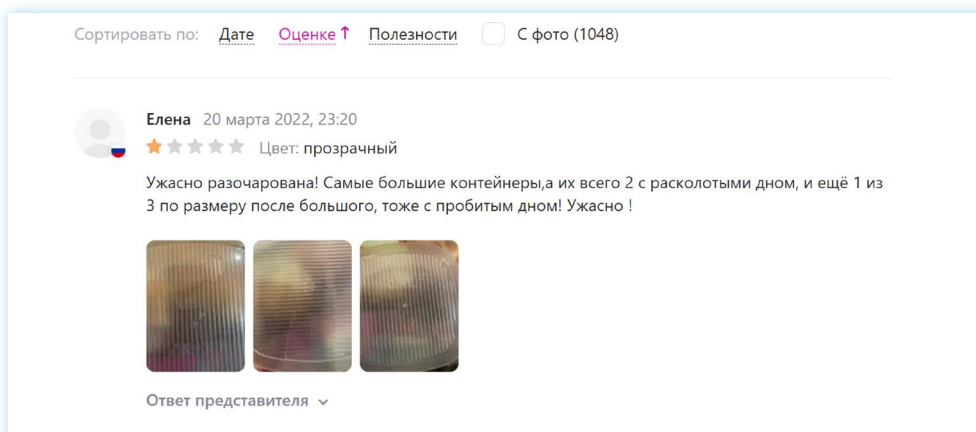 Сортировать по: Дате Оценке ↑ Полезности С фото (1048)
Елена 20 марта 2022, 23:20
Цвет: прозрачный
Ужасно разочарована! Самые большие контейнеры,а их всего 2 с расколотыми дном, и ещё 1 из
3 по размеру после большого, тоже с пробитым дном! Ужасно !
Ответ представителя